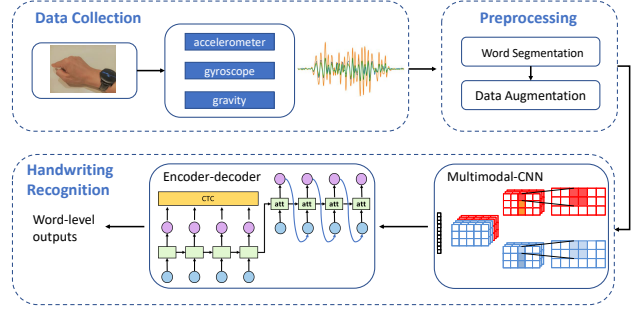 Data Collection
accelerometer
gyroscope
gravity
Preprocessing
Word Segmentation
Data Augmentation
Handwriting
Recognition
Word-level
outputs
Encoder-decoder
CTC
att att att att
Multimodal-CNN